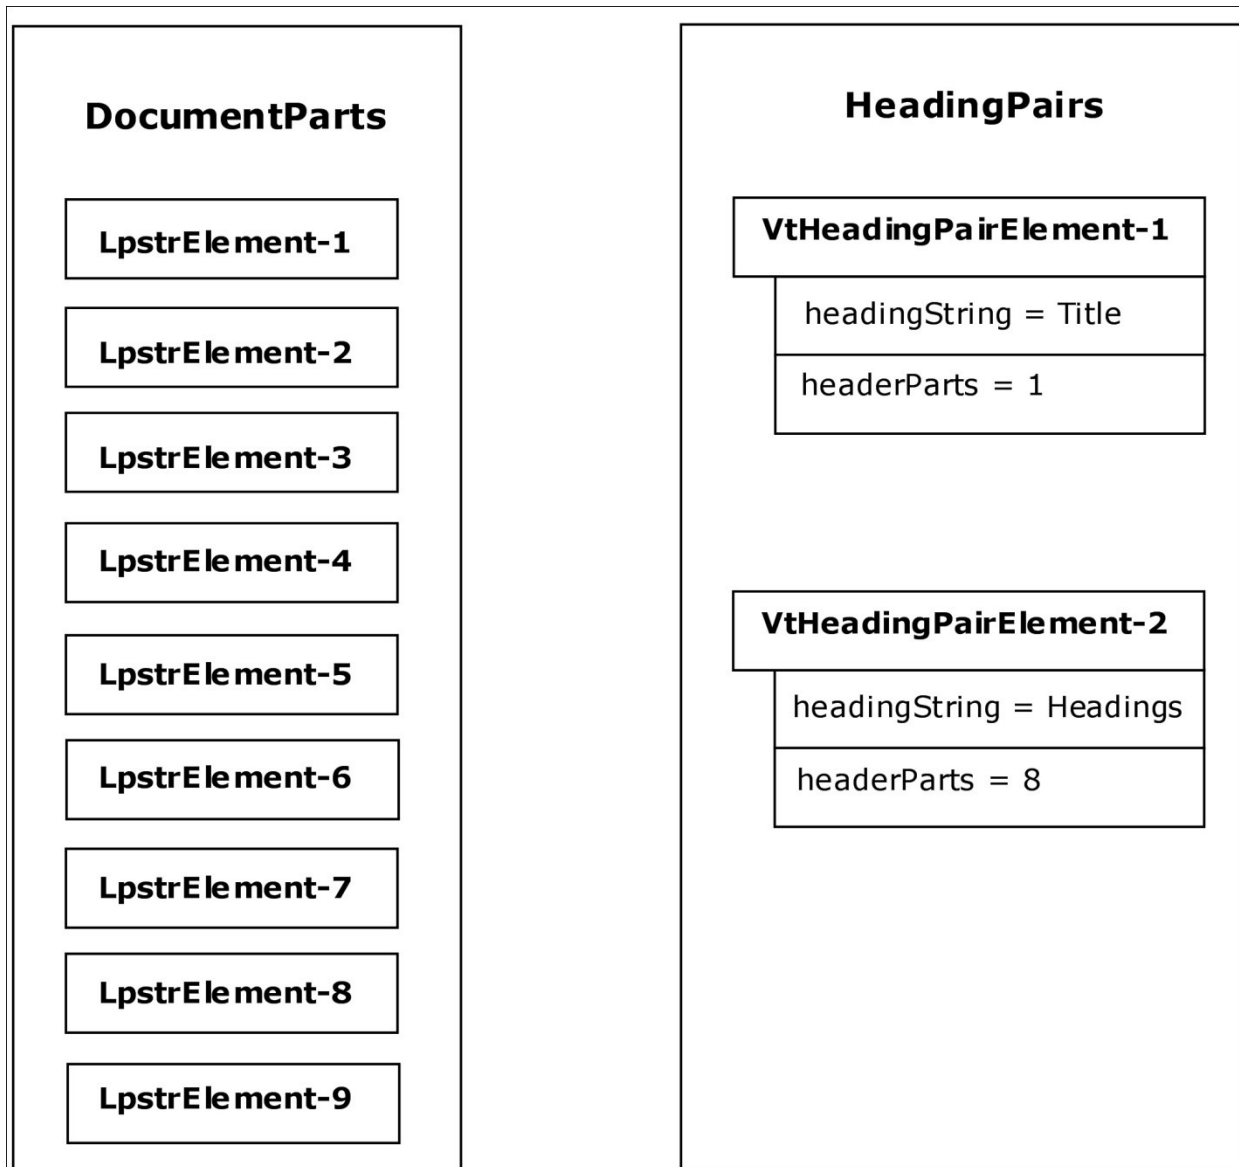 DocumentParts
LpstrElement-1
LpstrElement-2
LpstrElement-3
LpstrElement-4
LpstrElement-5
LpstrElement-6
LpstrElement-7
LpstrElement-8
LpstrElement-9
HeadingPairs
VtHeadingPairElement-1
headingString = Title
headerParts = 1
VtHeadingPairElement-2
headingString = Headings
headerParts = 8